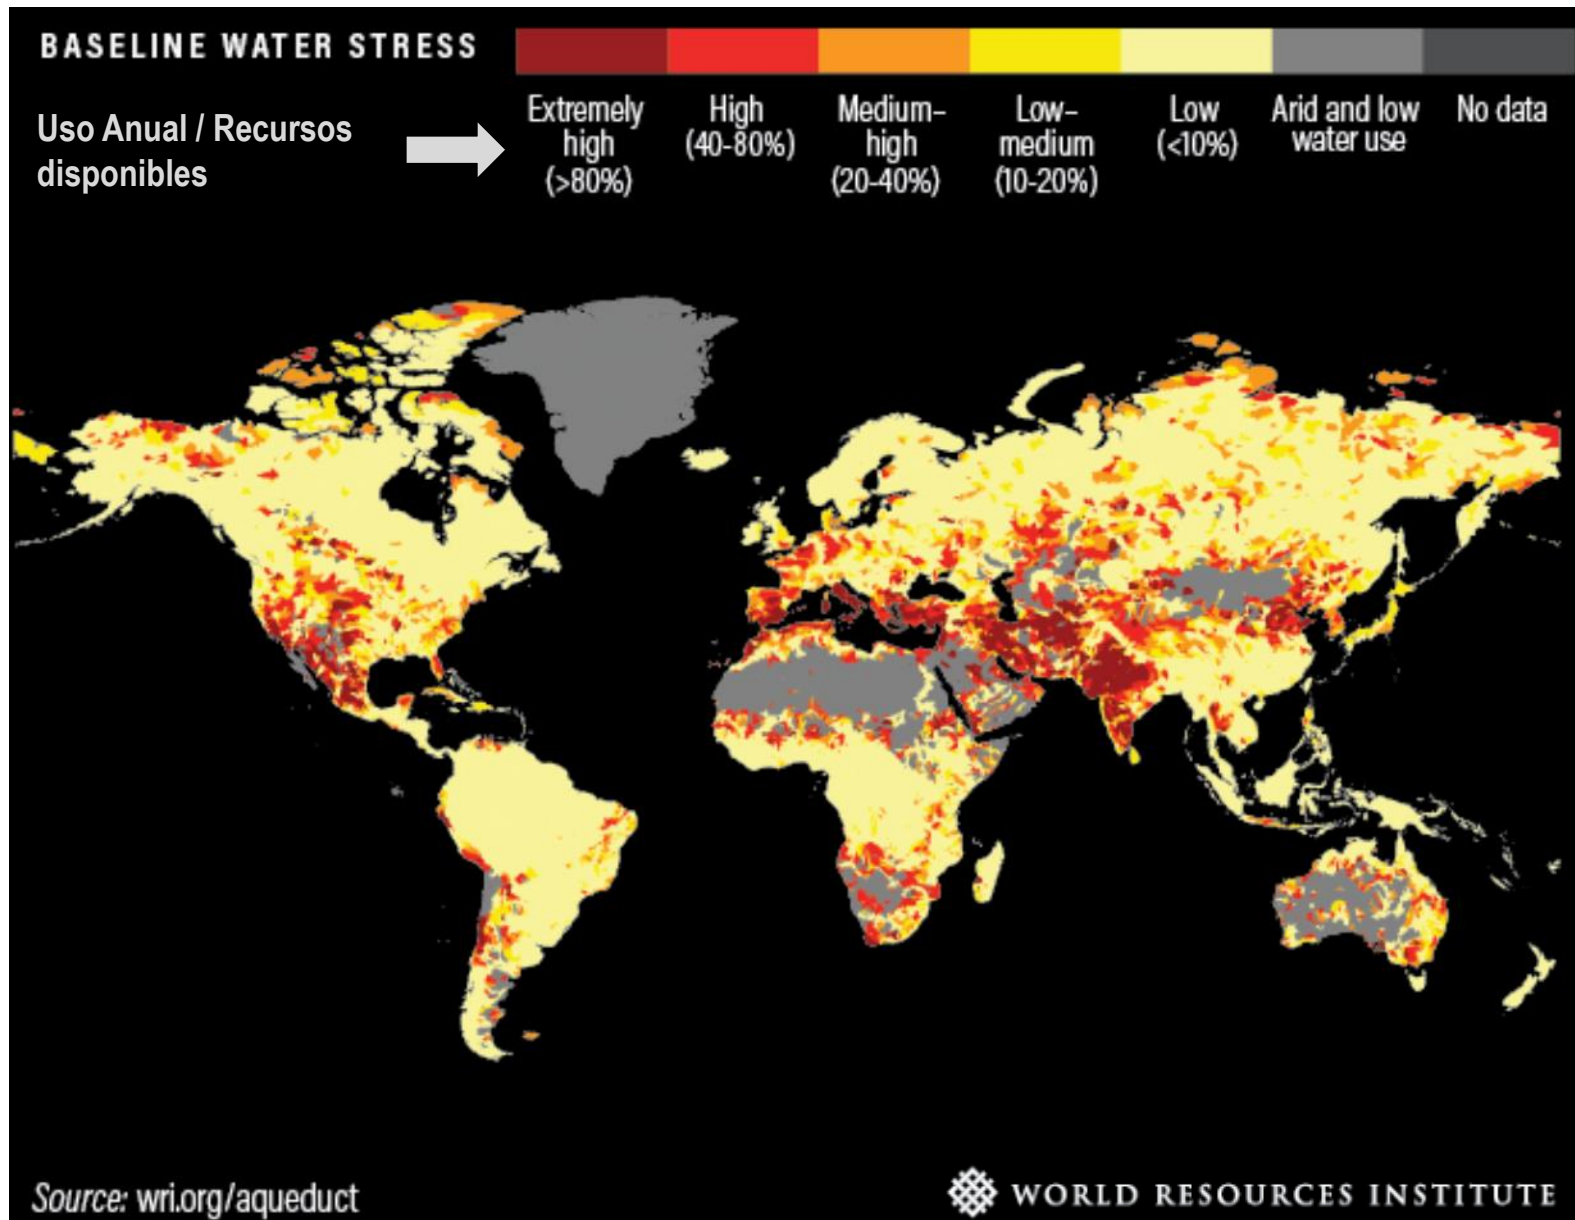 BASELINE WATER STRESS
Uso Anual / Recursos
disponibles
Extremely
high
(>80%)
High
(40-80%)
Medium–
high
(20-40%)
Low–
medium
(10-20%)
Low
(<10%)
Arid and low
water use
No data
Source: wri.org/aqueduct
WORLD RESOURCES INSTITUTE